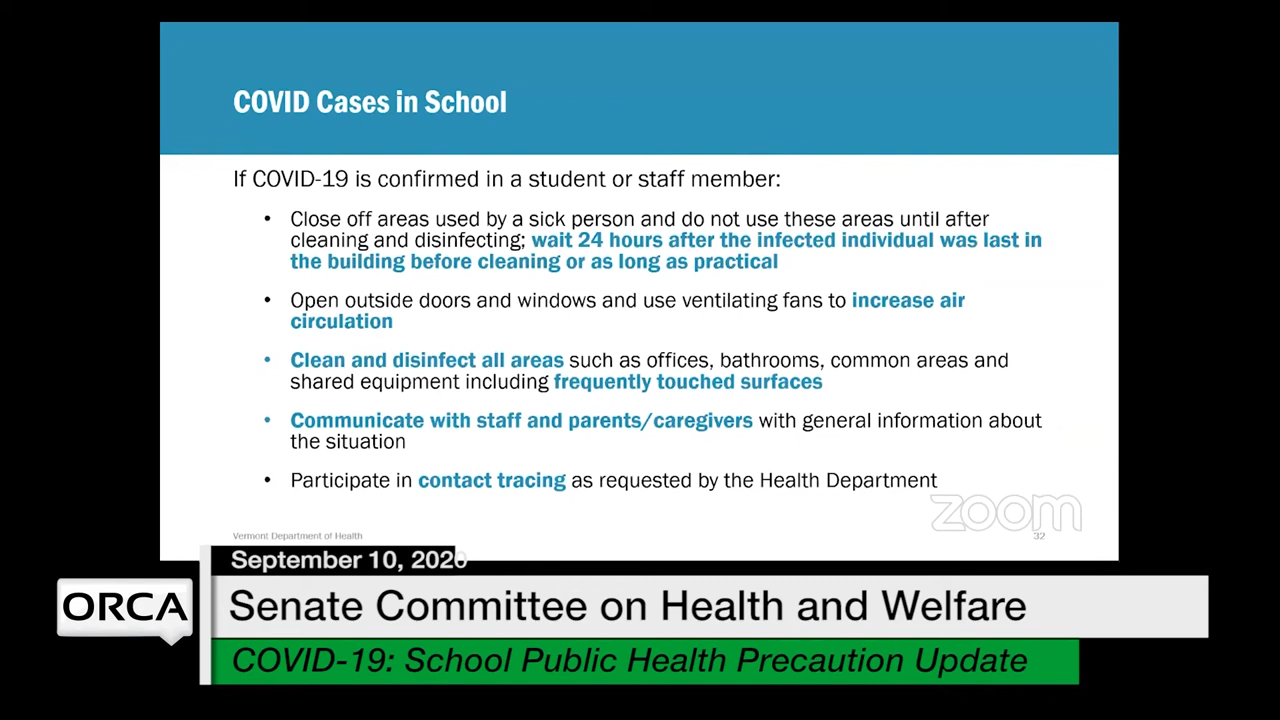 COVID Cases in School
If COVID-19 is confirmed in a student or staff member:
• Close off areas used by a sick person and do not use these areas until after
cleaning and disinfecting; wait 24 hours after the infected individual was last in
the building before cleaning or as long as practical
• Open outside doors and windows and use ventilating fans to increase air
circulation
• Clean and disinfect all areas such as offices, bathrooms, common areas and
shared equipment including frequently touched surfaces
• Communicate with staff and parents/caregivers with general information about
the situation
• Participate in contact tracing as requested by the Health Department
zoom
Vermont Department of Health
32
September 10, 2020
ORCA
Senate Committee on Health and Welfare
COVID-19: School Public Health Precaution Update